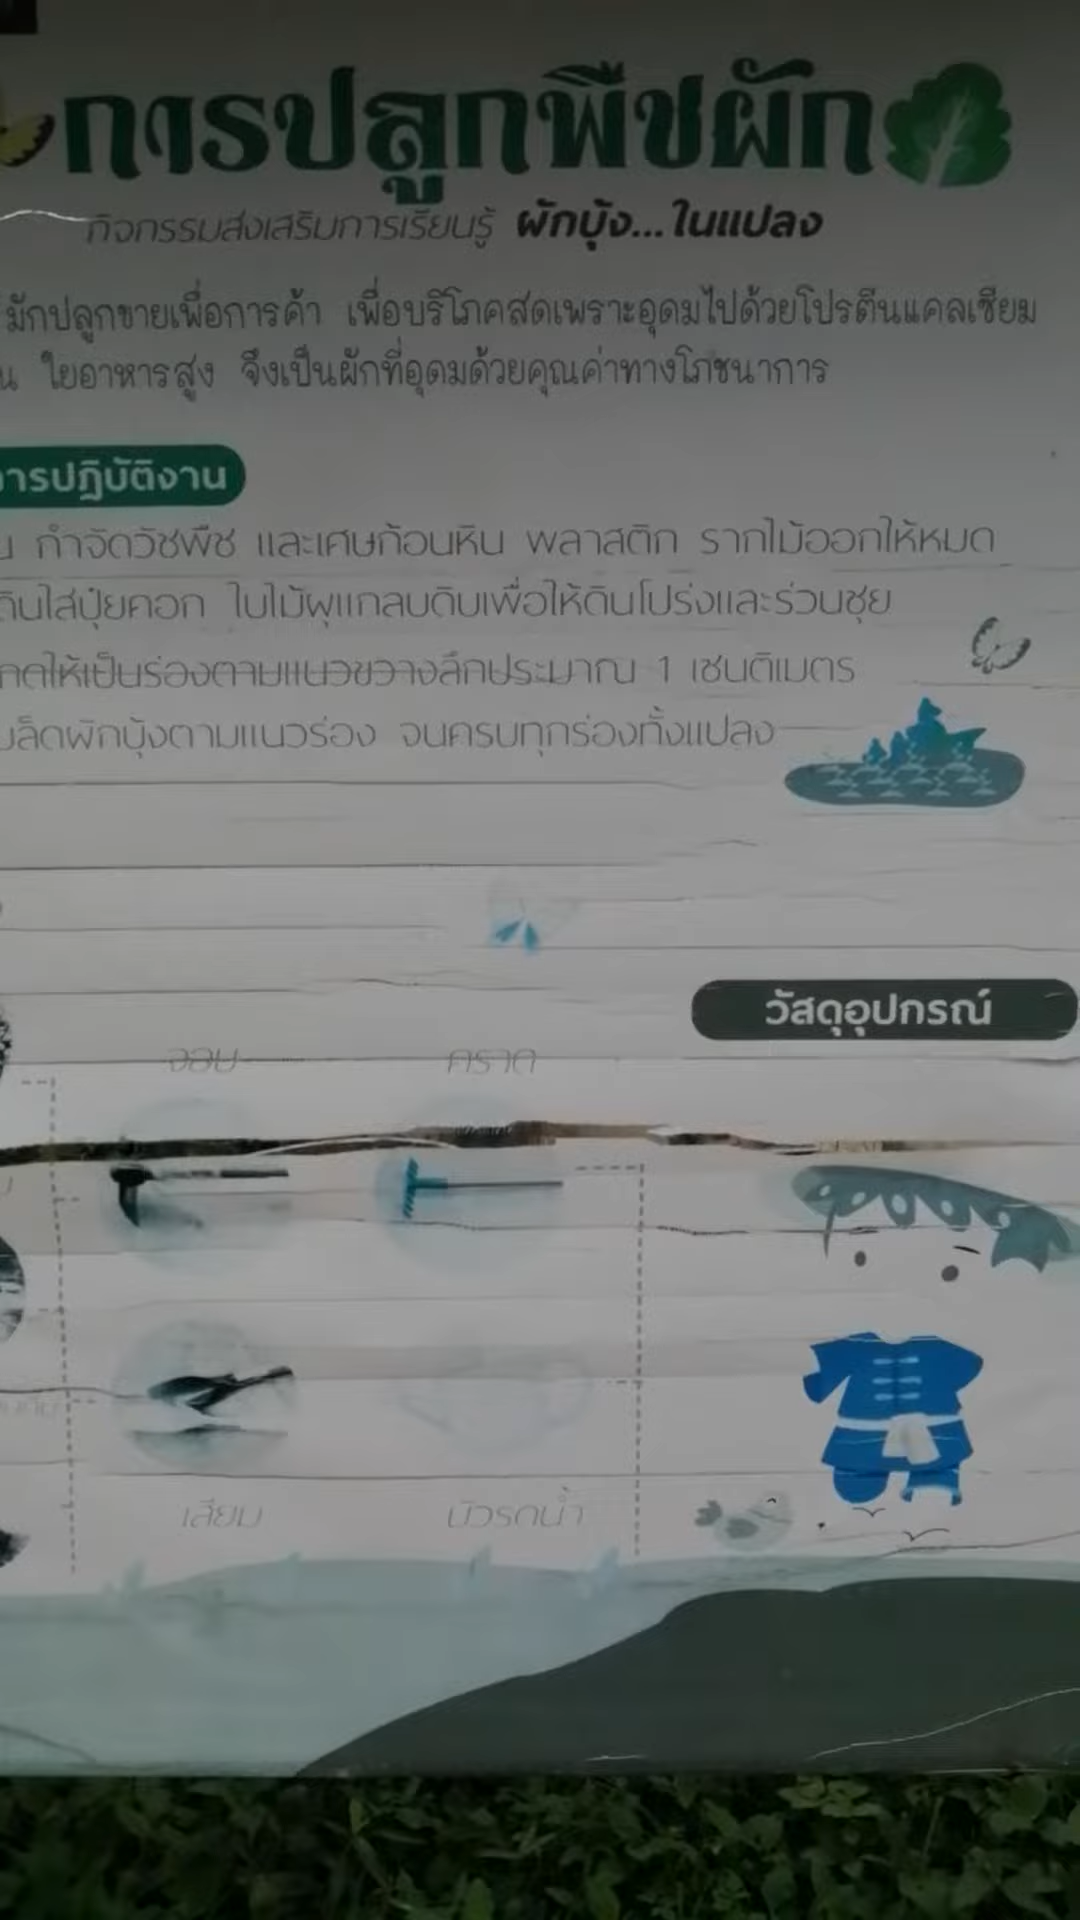 การปลูกพืชผัก
กิจกรรมส่งเสริมการเรียนรู้ ผักบุ้ง...ในแปลง
มักปลูกขายเพื่อการค้า เพื่อบริโภคสดเพราะอุดมไปด้วยโปรตีนแคลเซียม
น ใยอาหารสูง จึงเป็นผักที่อุดมด้วยคุณค่าทางโภชนาการ
การปฏิบัติงาน
กำจัดวัชพืช และเศษก้อนหิน พลาสติก รากไม้ออกให้หมด
ดินใส่ปุ๋ยคอก ใบไม้ผุแกลบดิบเพื่อให้ดินโปร่งและร่วนซุย
กดให้เป็นร่องตามแนวขวางลึกประมาณ 1 เซนติเมตร
มล็ดผักบุ้งตามแนวร่อง จนครบทุกร่องทั้งแปลง
วัสดุอุปกรณ์
จอบ คราด
เสียม บัวรดน้ำ